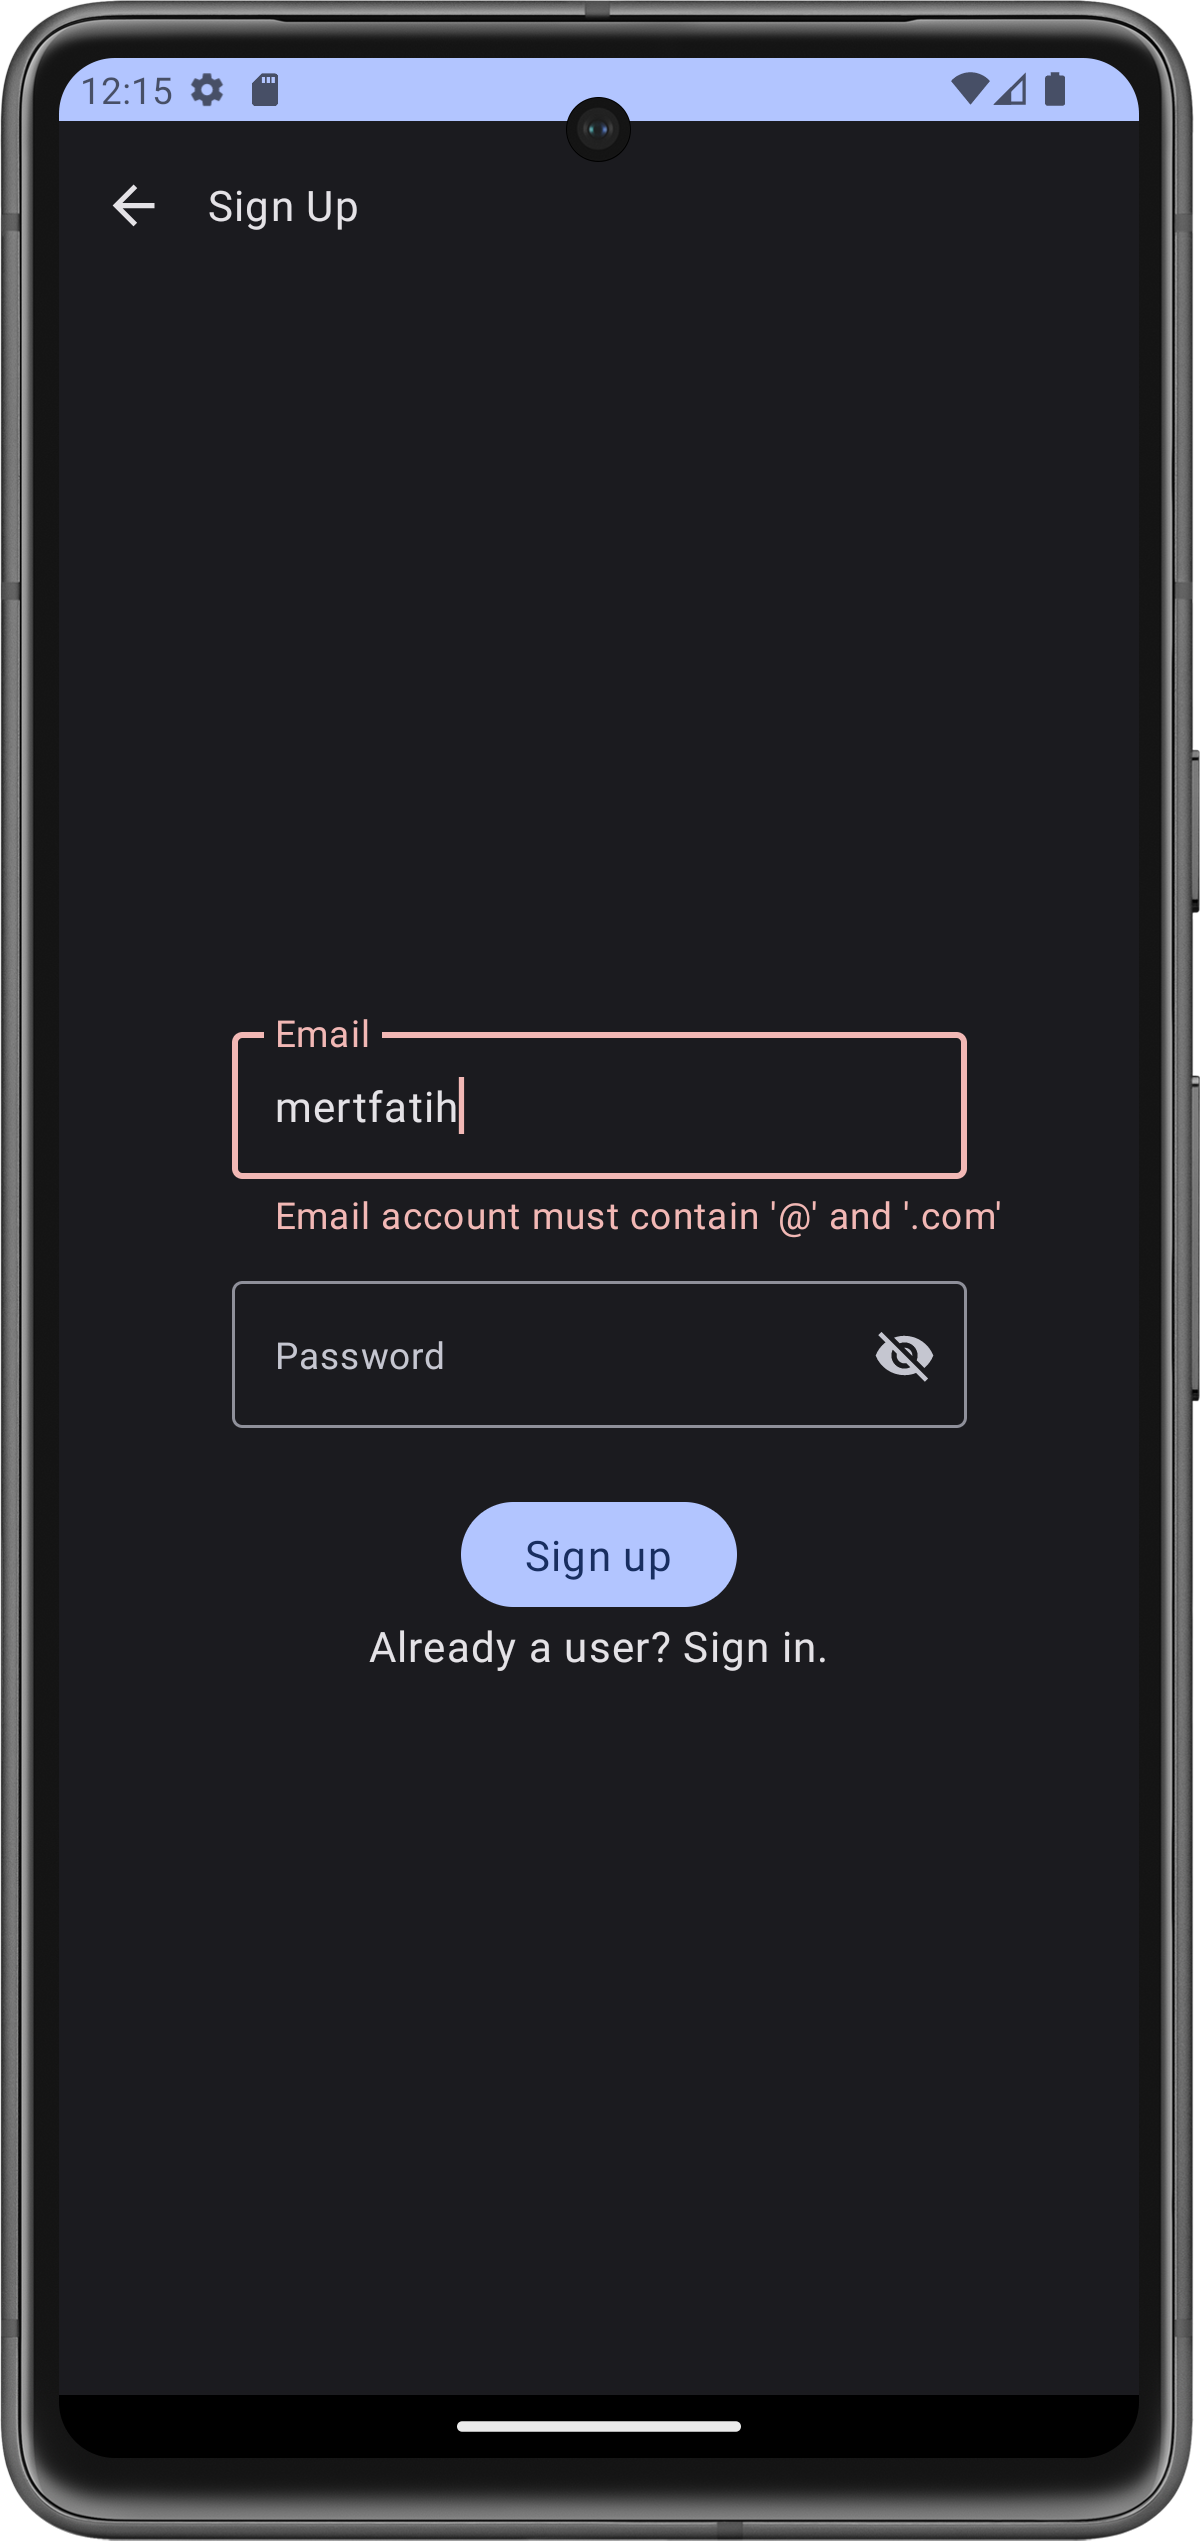 12:15
Sign Up
Email
mertfatih
Email account must contain '@' and '.com'
Password
Sign up
Already a user? Sign in.